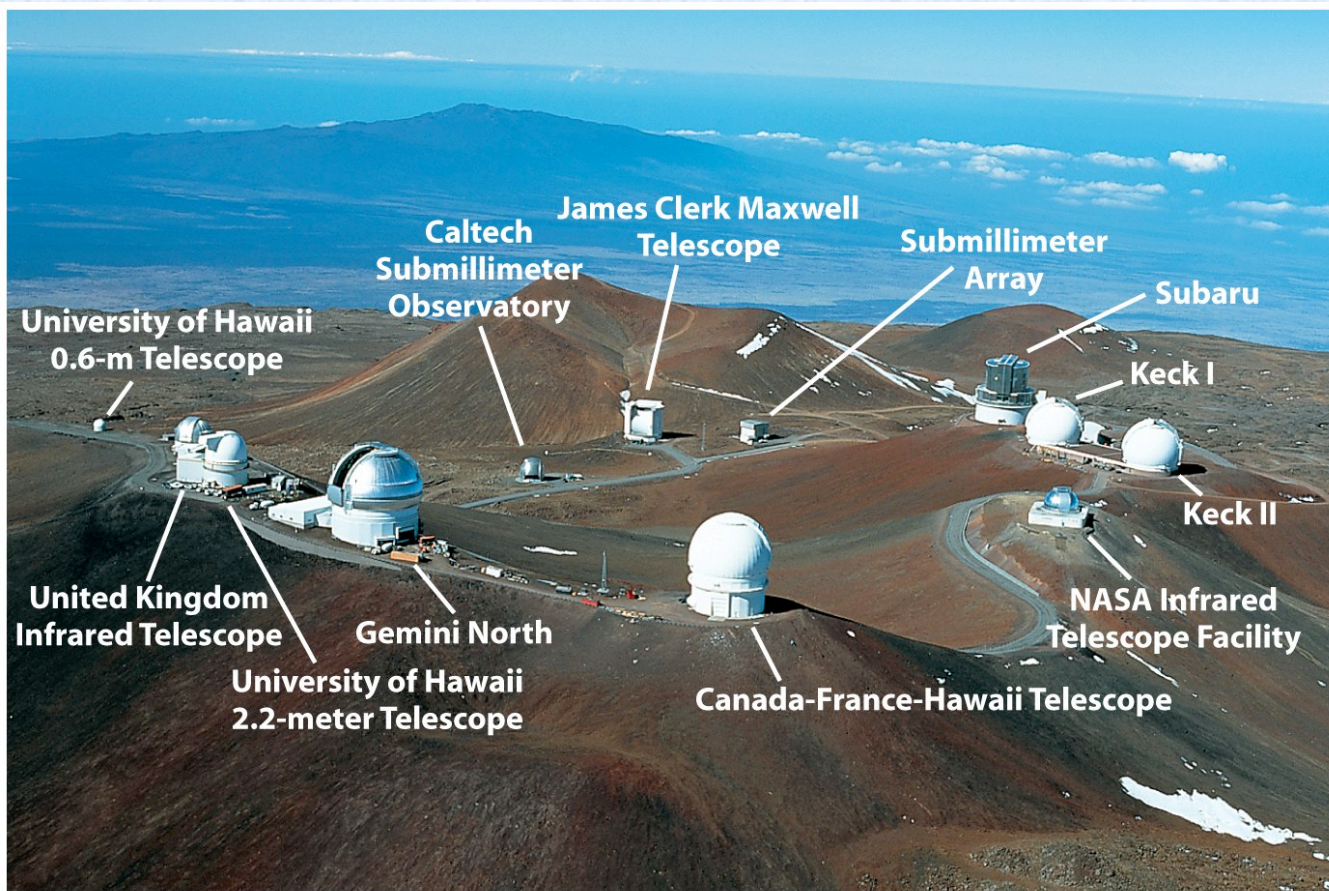 James Clerk Maxwell
Telescope
Caltech
Submillimeter
Observatory
Submillimeter
Array
Subaru
University of Hawaii
0.6-m Telescope
Keck I
Keck II
United Kingdom
Infrared Telescope
Gemini North
NASA Infrared
Telescope Facility
University of Hawaii
2.2-meter Telescope
Canada-France-Hawaii Telescope